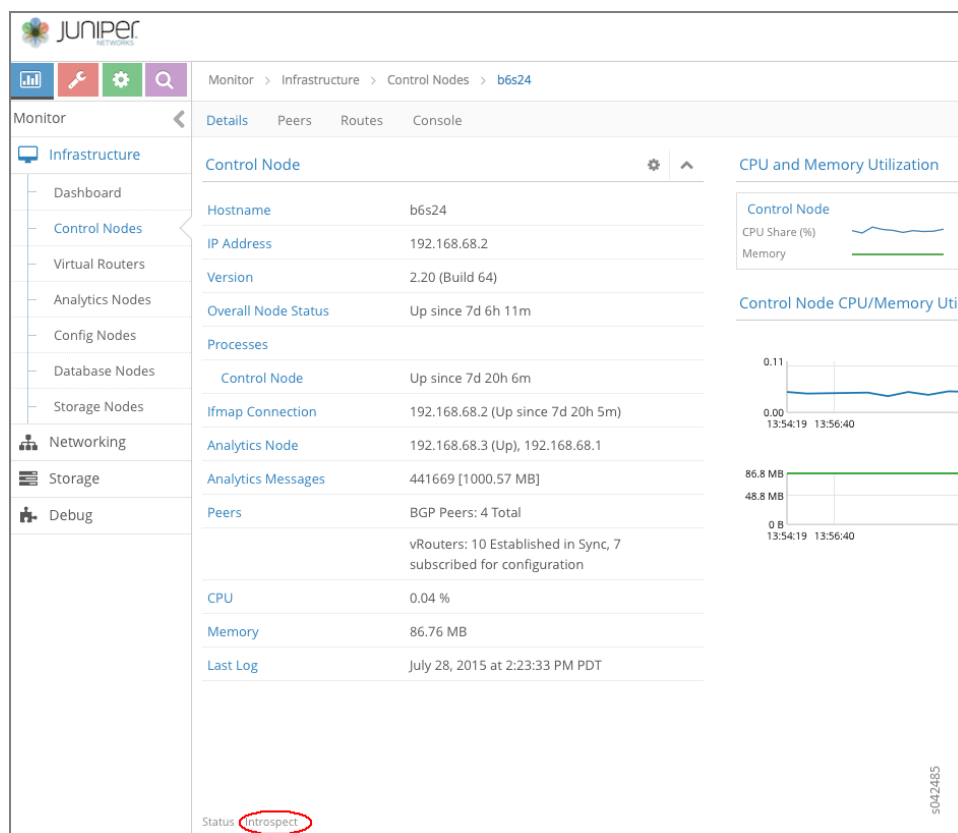 JUNIPER
NETWORKS
Monitor > Infrastructure > Control Nodes > b6s24
Monitor
Details Peers Routes Console
Infrastructure
Dashboard
Control Nodes
Virtual Routers
Analytics Nodes
Config Nodes
Database Nodes
Storage Nodes
Networking
Storage
Debug
Control Node
Hostname b6s24
IP Address 192.168.68.2
Version 2.20 (Build 64)
Overall Node Status Up since 7d 6h 11m
Processes
Control Node Up since 7d 20h 6m
Ifmap Connection 192.168.68.2 (Up since 7d 20h 5m)
Analytics Node 192.168.68.3 (Up), 192.168.68.1
Analytics Messages 441669 [1000.57 MB]
Peers BGP Peers: 4 Total
vRouters: 10 Established in Sync, 7
subscribed for configuration
CPU 0.04 %
Memory 86.76 MB
Last Log July 28, 2015 at 2:23:33 PM PDT
CPU and Memory Utilization
Control Node
CPU Share (%)
Memory
Control Node CPU/Memory Uti
0.11
0.00
13:54:19 13:56:40
86.8 MB
48.8 MB
0 B
13:54:19 13:56:40
Status Introspect
s042485